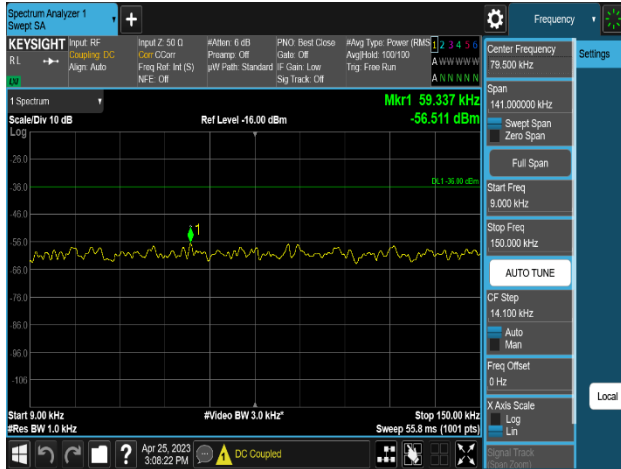 Spectrum Analyzer 1
Swept SA
Frequency
KEYSIGHT
RL
Input: RF
Coupling: DC
Align: Auto
Input Z: 50 Ω
Corr CCorr
Freq Ref: Int (S)
NFE: Off
#Atten: 6 dB
Preamp: Off
µW Path: Standard
PNO: Best Close
Gate: Off
IF Gain: Low
Sig Track: Off
#Avg Type: Power (RMS
Avg|Hold: 100/100
Trig: Free Run
1 2 3 4 5 6
A W W W W W
A N N N N N
1 Spectrum
Scale/Div 10 dB
Log
Ref Level -16.00 dBm
Mkr1 59.337 kHz
-56.511 dBm
DL1 -36.00 dBm
-26.0
-36.0
-46.0
-56.0
-66.0
-76.0
-86.0
-96.0
-106
1
Start 9.00 kHz
#Res BW 1.0 kHz
#Video BW 3.0 kHz*
Stop 150.00 kHz
Sweep 55.8 ms (1001 pts)
Center Frequency
79.500 kHz
Settings
Span
141.000000 kHz
Swept Span
Zero Span
Full Span
Start Freq
9.000 kHz
Stop Freq
150.000 kHz
AUTO TUNE
CF Step
14.100 kHz
Auto
Man
Freq Offset
0 Hz
X Axis Scale
Log
Lin
Local
Signal Track
(Span Zoom)
Apr 25, 2023
3:08:22 PM
DC Coupled